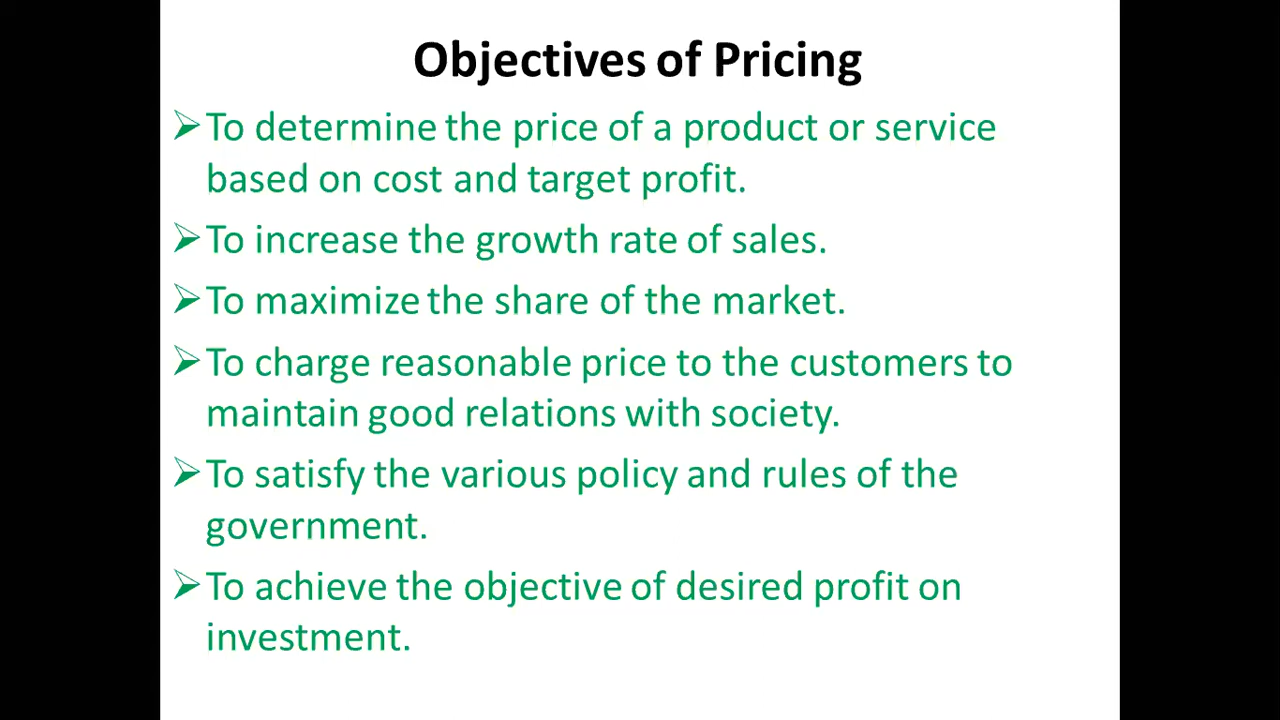 Objectives of Pricing
➢To determine the price of a product or service
based on cost and target profit.
➢To increase the growth rate of sales.
➢To maximize the share of the market.
➢To charge reasonable price to the customers to
maintain good relations with society.
➢To satisfy the various policy and rules of the
government.
➢To achieve the objective of desired profit on
investment.